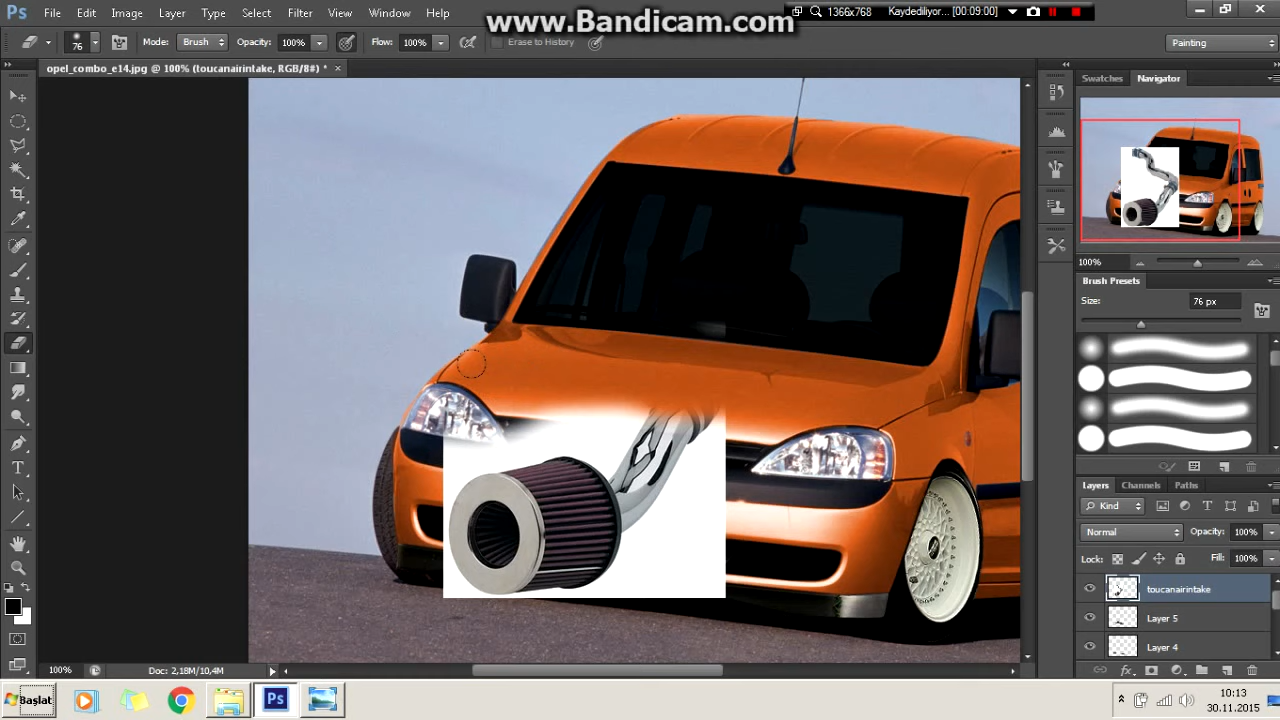 www.Bandicam.com
1366x768 Kaydediliyor... [00:09:00]
Ps File Edit Image Layer Type Select Filter View Window Help
76 Mode: Brush Opacity: 100% Flow: 100% Erase to History Painting
opel_combo_e14.jpg @ 100% (toucanairintake, RGB/8#) * ×
Swatches Navigator
100%
Brush Presets
Size: 76 px
Layers Channels Paths
Kind
Normal Opacity: 100%
Lock: Fill: 100%
toucanairintake
Layer 5
Layer 4
100% Doc: 2,18M/10,4M
Başlat Ps 10:13
30.11.2015